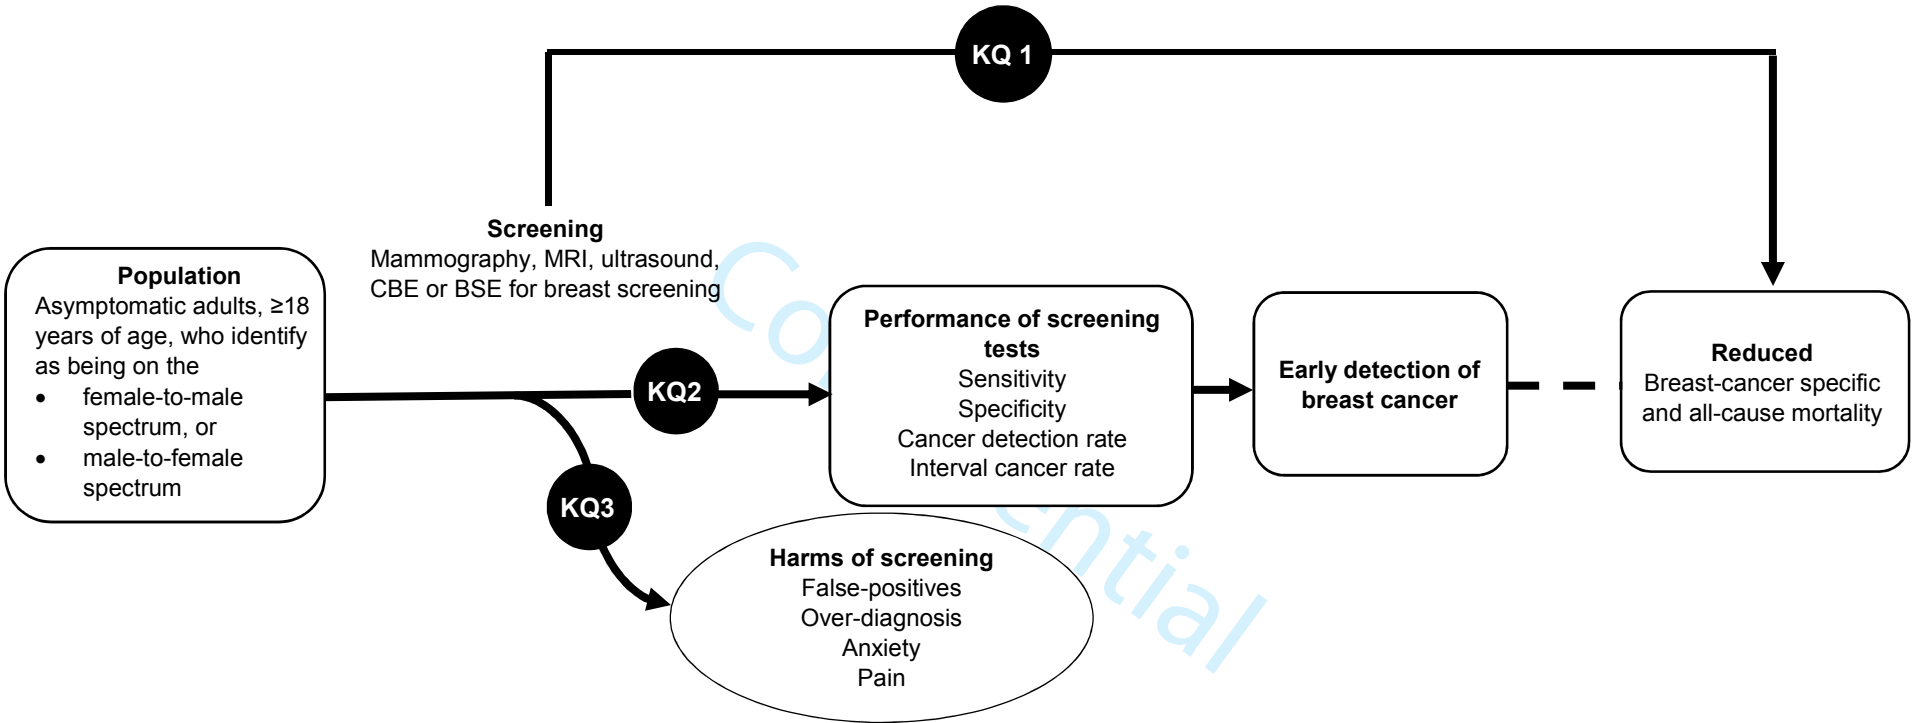 KQ 1
Screening
Mammography, MRI, ultrasound,
CBE or BSE for breast screening
Population
Asymptomatic adults, ≥18
years of age, who identify
as being on the
• female-to-male
spectrum, or
• male-to-female
spectrum
KQ2
KQ3
Performance of screening
tests
Sensitivity
Specificity
Cancer detection rate
Interval cancer rate
Early detection of
breast cancer
Reduced
Breast-cancer specific
and all-cause mortality
Harms of screening
False-positives
Over-diagnosis
Anxiety
Pain